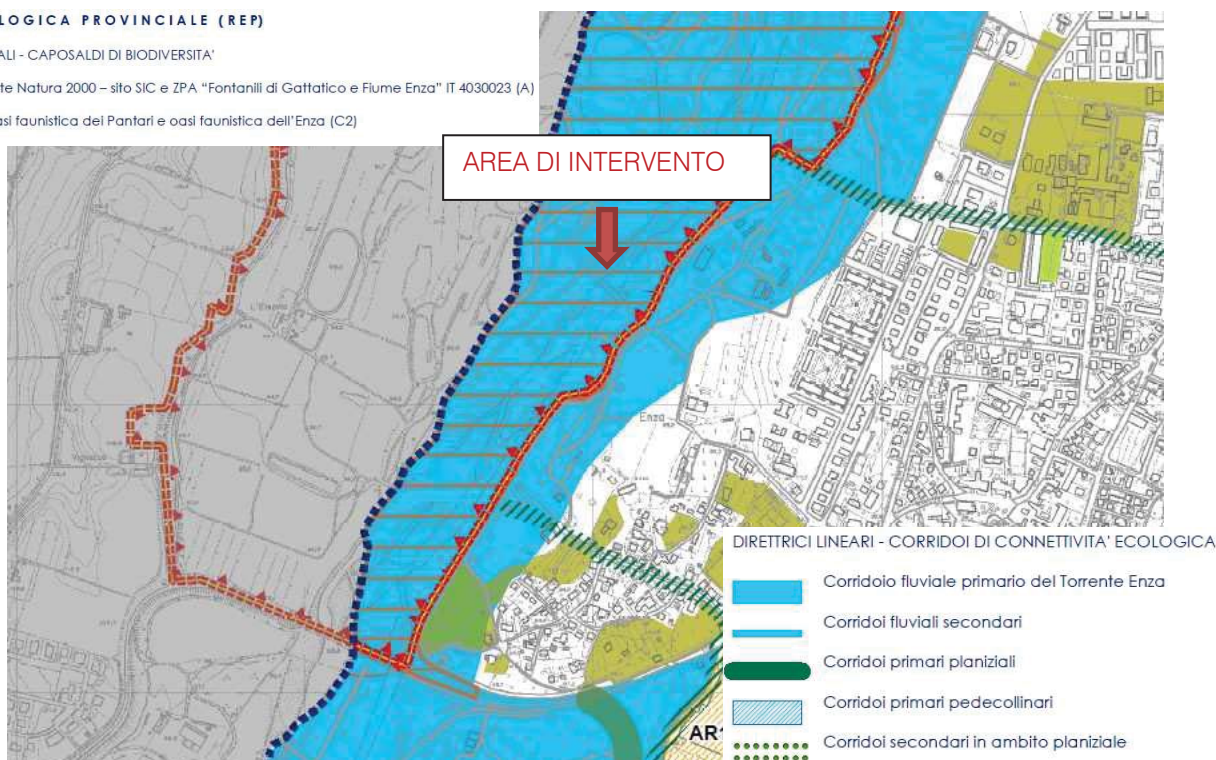 LOGICA PROVINCIALE (REP)
ALI - CAPOSALDI DI BIODIVERSITA'
te Natura 2000 – sito SIC e ZPA "Fontanili di Gattatico e Fiume Enza" IT 4030023 (A)
asi faunistica dei Pantari e oasi faunistica dell'Enza (C2)
AREA DI INTERVENTO
Enza
AR
DIRETTRICI LINEARI - CORRIDOI DI CONNETTIVITA' ECOLOGICA
Corridoio fluviale primario del Torrente Enza
Corridoi fluviali secondari
Corridoi primari planiziali
Corridoi primari pedecollinari
Corridoi secondari in ambito planiziale